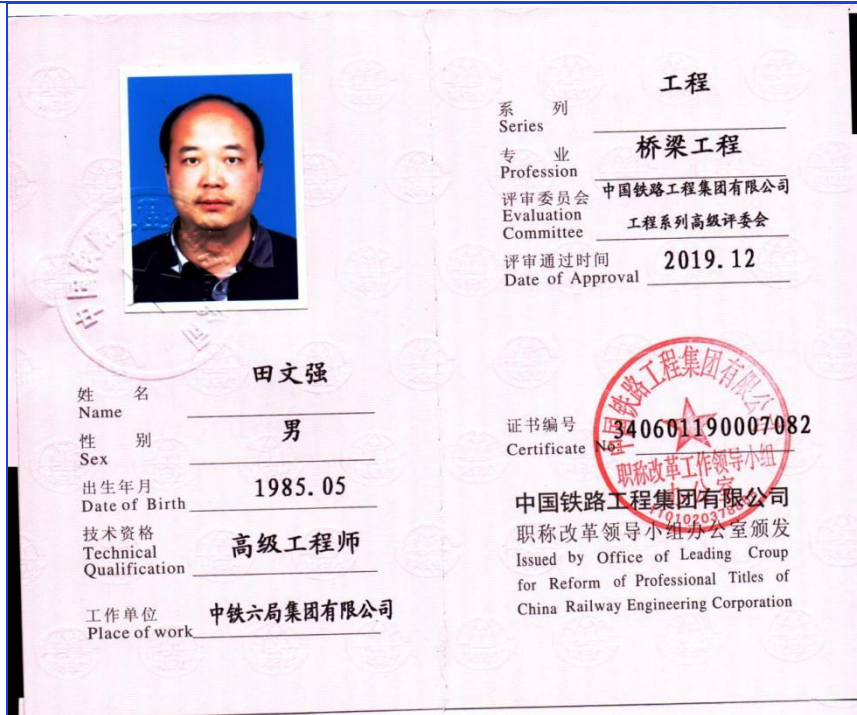 姓 名 田文强
Name
性 别 男
Sex
出生年月 1985.05
Date of Birth
技术资格 高级工程师
Technical
Qualification
工作单位 中铁六局集团有限公司
Place of work
工程
系 列
Series
专 业 桥梁工程
Profession
评审委员会 中国铁路工程集团有限公司
Evaluation
Committee 工程系列高级评委会
评审通过时间 2019.12
Date of Approval
中国铁路工程集团有限公司
证书编号
Certificate No. 340601190007082
职称改革工作领导小组
办公室
中国铁路工程集团有限公司
职称改革领导小组办公室颁发
Issued by Office of Leading Croup
for Reform of Professional Titles of
China Railway Engineering Corporation